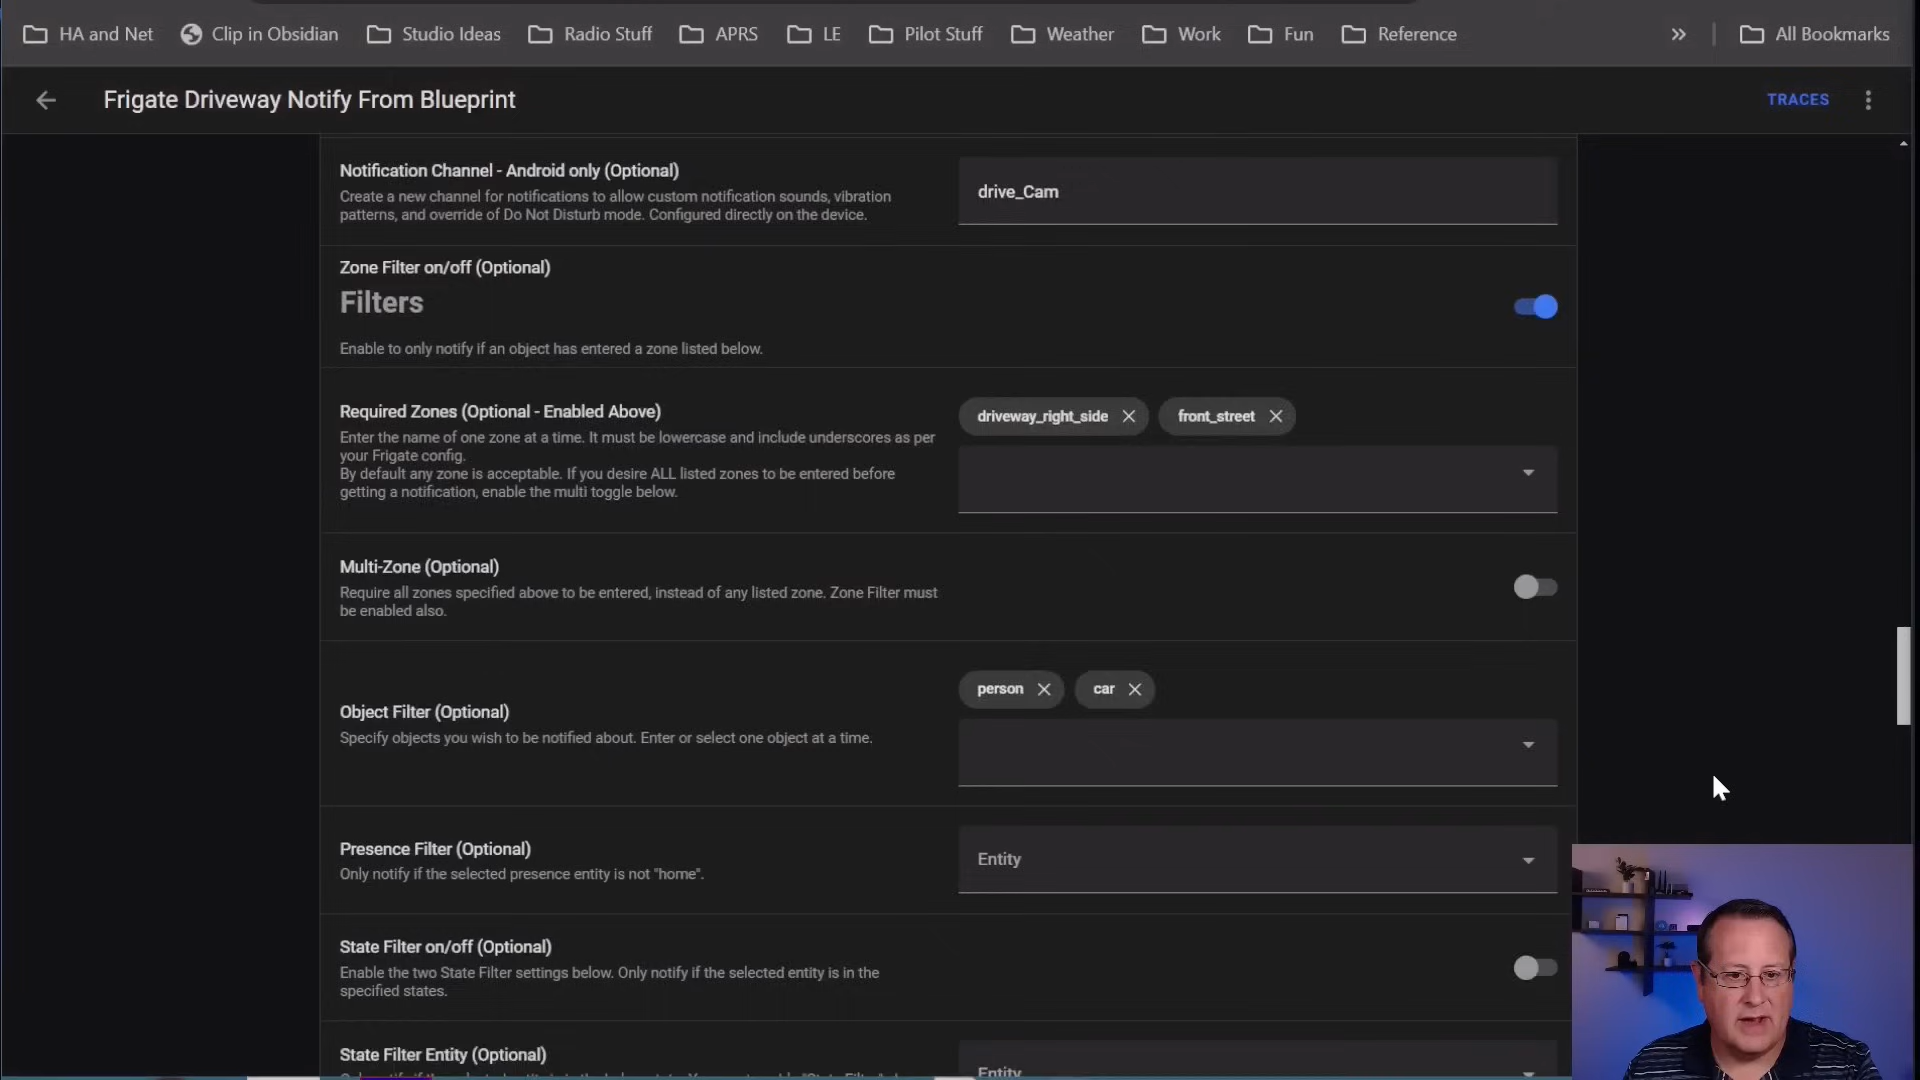 HA and Net Clip in Obsidian Studio Ideas Radio Stuff APRS LE Pilot Stuff Weather Work Fun Reference » All Bookmarks
Frigate Driveway Notify From Blueprint TRACES
Notification Channel - Android only (Optional)
Create a new channel for notifications to allow custom notification sounds, vibration
patterns, and override of Do Not Disturb mode. Configured directly on the device.
drive_Cam
Zone Filter on/off (Optional)
Filters
Enable to only notify if an object has entered a zone listed below.
Required Zones (Optional - Enabled Above)
Enter the name of one zone at a time. It must be lowercase and include underscores as per
your Frigate config.
By default any zone is acceptable. If you desire ALL listed zones to be entered before
getting a notification, enable the multi toggle below.
driveway_right_side front_street
Multi-Zone (Optional)
Require all zones specified above to be entered, instead of any listed zone. Zone Filter must
be enabled also.
Object Filter (Optional)
Specify objects you wish to be notified about. Enter or select one object at a time.
person car
Presence Filter (Optional)
Only notify if the selected presence entity is not "home".
Entity
State Filter on/off (Optional)
Enable the two State Filter settings below. Only notify if the selected entity is in the
specified states.
State Filter Entity (Optional)
Entity